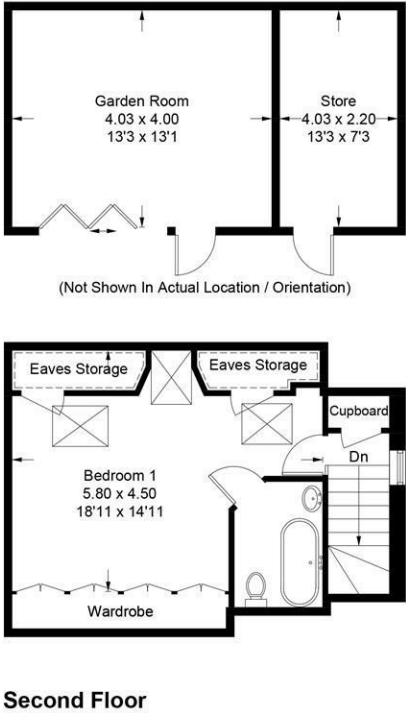 Garden Room
4.03 x 4.00
13'3 x 13'1
Store
4.03 x 2.20
13'3 x 7'3
(Not Shown In Actual Location / Orientation)
Eaves Storage
Eaves Storage
Cupboard
Dn
Bedroom 1
5.80 x 4.50
18'11 x 14'11
Wardrobe
Second Floor